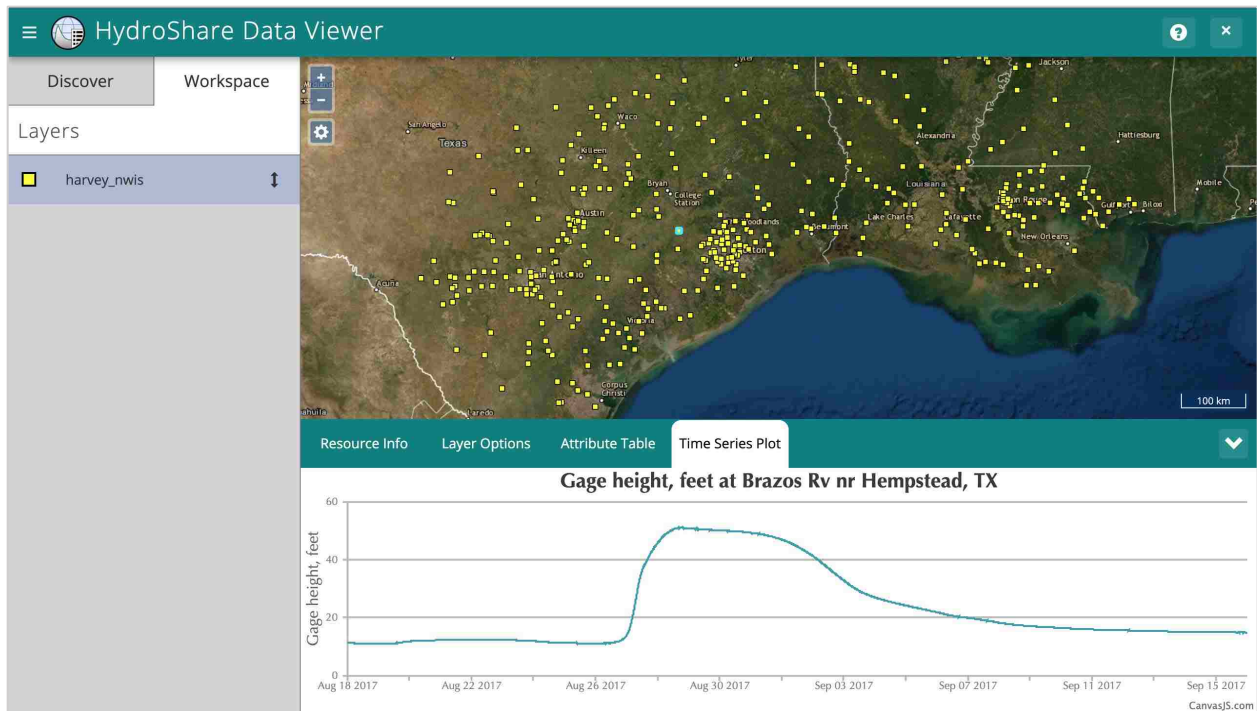 HydroShare Data Viewer
?
×
Discover
Workspace
Layers
harvey_nwis
+
−
Tyler
Jackson
Waco
San Angelo
Texas
Killeen
Alexandria
Hattiesburg
Bryan
College
Station
Louisiana
Mobile
Austin
Lake Charles
Gulfport
Biloxi
New Orleans
Acuña
Victoria
Corpus
Christi
Laredo
100 km
Resource Info
Layer Options
Attribute Table
Time Series Plot
Gage height, feet at Brazos Rv nr Hempstead, TX
Gage height, feet
60
40
20
0
Aug 18 2017
Aug 22 2017
Aug 26 2017
Aug 30 2017
Sep 03 2017
Sep 07 2017
Sep 11 2017
Sep 15 2017
CanvasJS.com